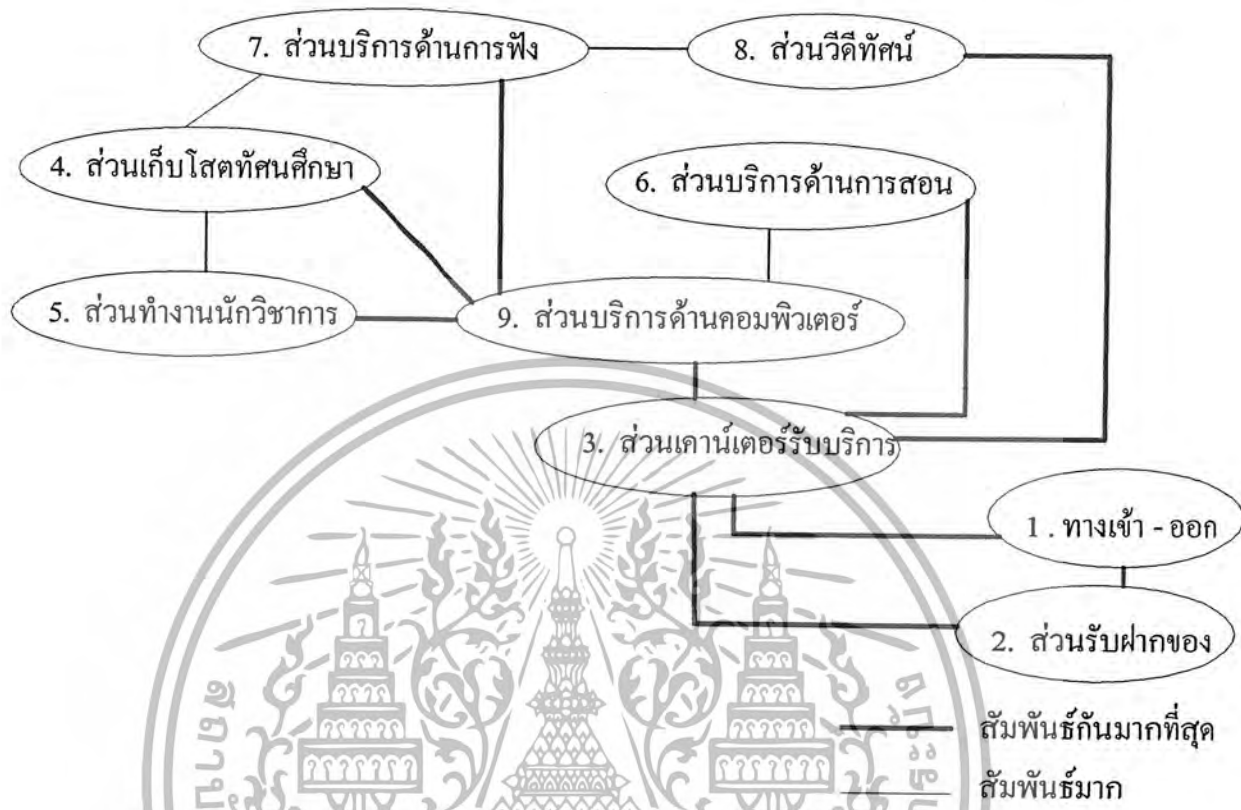 7. ส่วนบริการด้านการฟัง
8. ส่วนวีดีทัศน์
4. ส่วนเก็บโสตทัศนศึกษา
6. ส่วนบริการด้านการสอน
5. ส่วนทำงานนักวิชาการ
9. ส่วนบริการด้านคอมพิวเตอร์
3. ส่วนเคาน์เตอร์รับบริการ
1 . ทางเข้า - ออก
2. ส่วนรับฝากของ
สัมพันธ์กันมากที่สุด
สัมพันธ์มาก